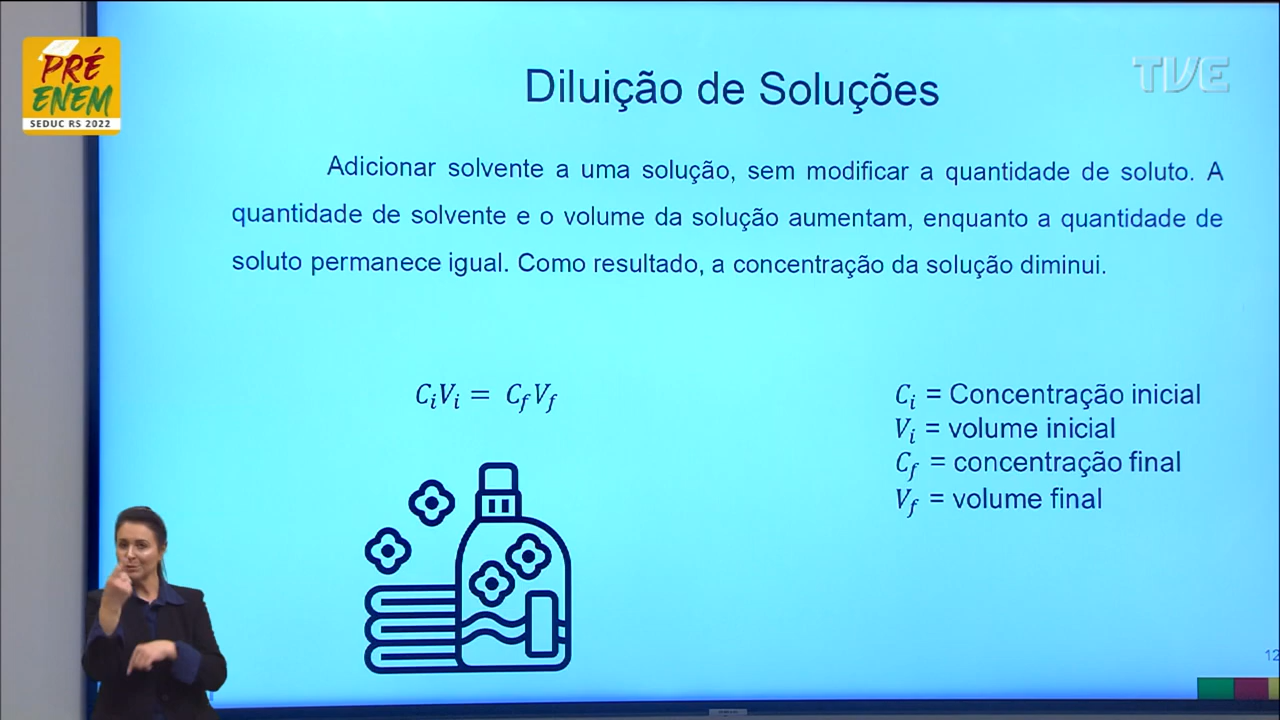 PRÉ
ENEM
SEDUC RS 2022
TVE
Diluição de Soluções
Adicionar solvente a uma solução, sem modificar a quantidade de soluto. A
quantidade de solvente e o volume da solução aumentam, enquanto a quantidade de
soluto permanece igual. Como resultado, a concentração da solução diminui.
CᵢVᵢ = C_fV_f
Cᵢ = Concentração inicial
Vᵢ = volume inicial
C_f = concentração final
V_f = volume final
12